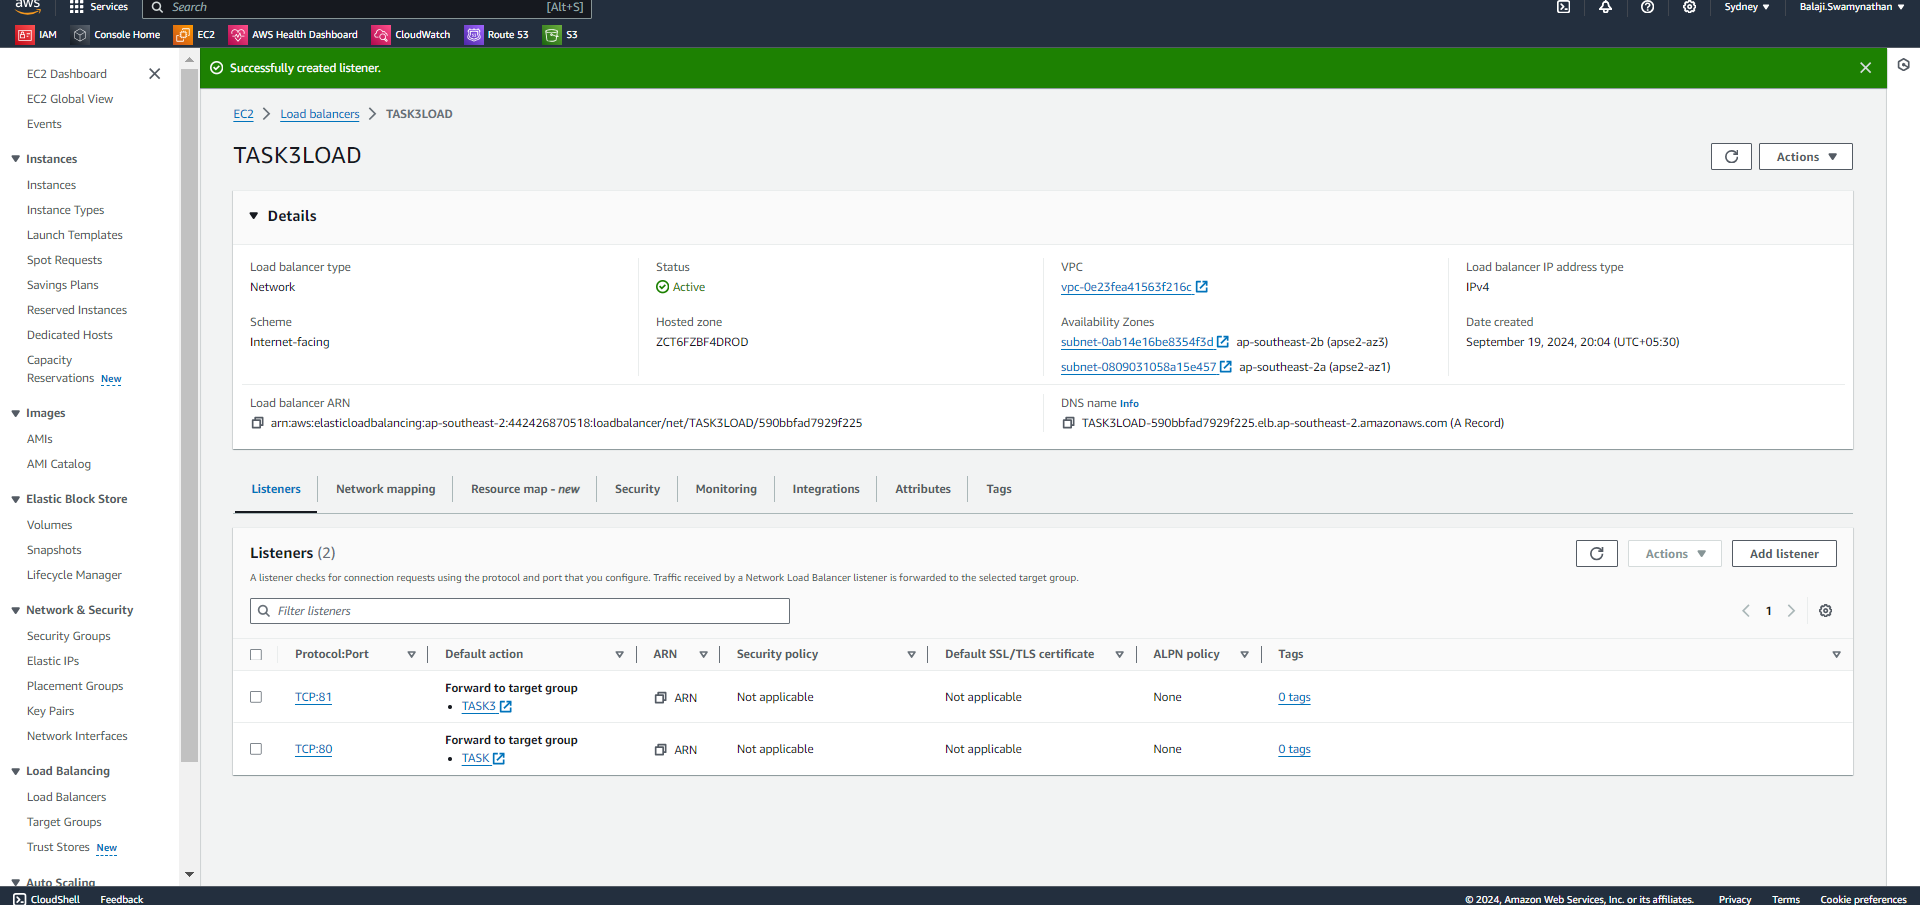 aws Services Search [Alt+S] Sydney Balaji.Swamynathan
IAM Console Home EC2 AWS Health Dashboard CloudWatch Route 53 S3
EC2 Dashboard
EC2 Global View
Events
Instances
Instances
Instance Types
Launch Templates
Spot Requests
Savings Plans
Reserved Instances
Dedicated Hosts
Capacity
Reservations New
Images
AMIs
AMI Catalog
Elastic Block Store
Volumes
Snapshots
Lifecycle Manager
Network & Security
Security Groups
Elastic IPs
Placement Groups
Key Pairs
Network Interfaces
Load Balancing
Load Balancers
Target Groups
Trust Stores New
Auto Scaling
Successfully created listener.
EC2 Load balancers TASK3LOAD
TASK3LOAD
Actions
Details
Load balancer type
Network
Status
Active
VPC
vpc-0e23fea41563f216c
Load balancer IP address type
IPv4
Scheme
Internet-facing
Hosted zone
ZCT6FZBF4DROD
Availability Zones
subnet-0ab14e16be8354f3d ap-southeast-2b (apse2-az3)
subnet-0809031058a15e457 ap-southeast-2a (apse2-az1)
Date created
September 19, 2024, 20:04 (UTC+05:30)
Load balancer ARN
arn:aws:elasticloadbalancing:ap-southeast-2:442426870518:loadbalancer/net/TASK3LOAD/590bbfad7929f225
DNS name Info
TASK3LOAD-590bbfad7929f225.elb.ap-southeast-2.amazonaws.com (A Record)
Listeners Network mapping Resource map - new Security Monitoring Integrations Attributes Tags
Listeners (2)
Actions Add listener
A listener checks for connection requests using the protocol and port that you configure. Traffic received by a Network Load Balancer listener is forwarded to the selected target group.
Filter listeners
1
Protocol:Port Default action ARN Security policy Default SSL/TLS certificate ALPN policy Tags
TCP:81 Forward to target group ARN Not applicable Not applicable None 0 tags
• TASK3
TCP:80 Forward to target group ARN Not applicable Not applicable None 0 tags
• TASK
CloudShell Feedback © 2024, Amazon Web Services, Inc. or its affiliates. Privacy Terms Cookie preferences